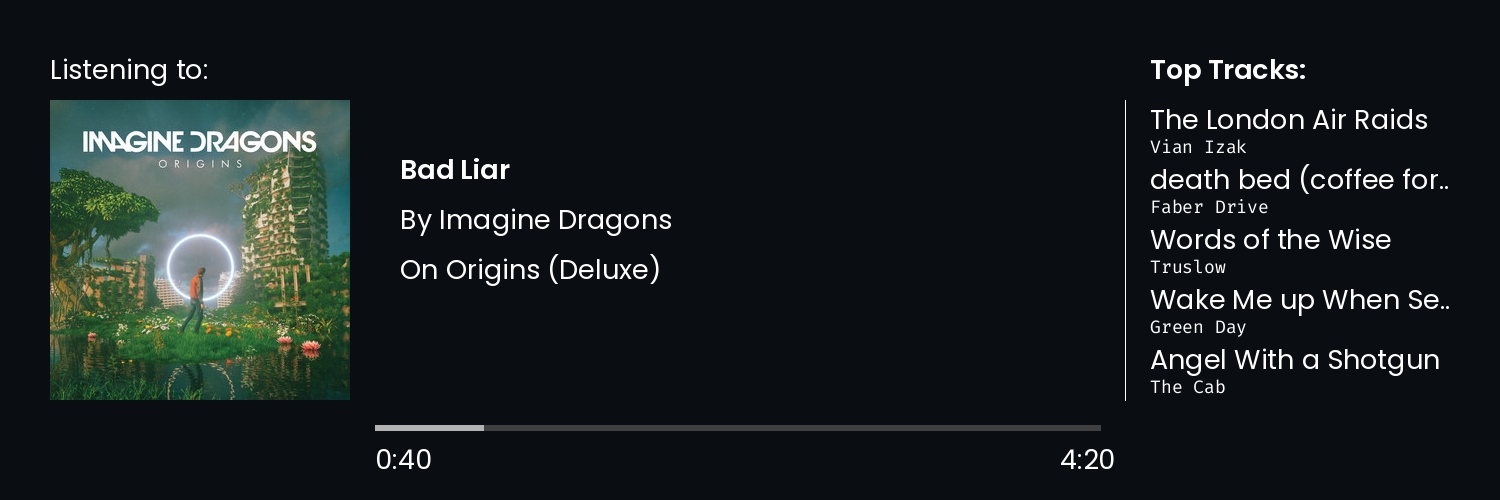 Listening to:
IMAGINE DRAGONS
ORIGINS
Bad Liar
By Imagine Dragons
On Origins (Deluxe)
0:40
4:20
Top Tracks:
The London Air Raids
Vian Izak
death bed (coffee for..
Faber Drive
Words of the Wise
Truslow
Wake Me up When Se..
Green Day
Angel With a Shotgun
The Cab